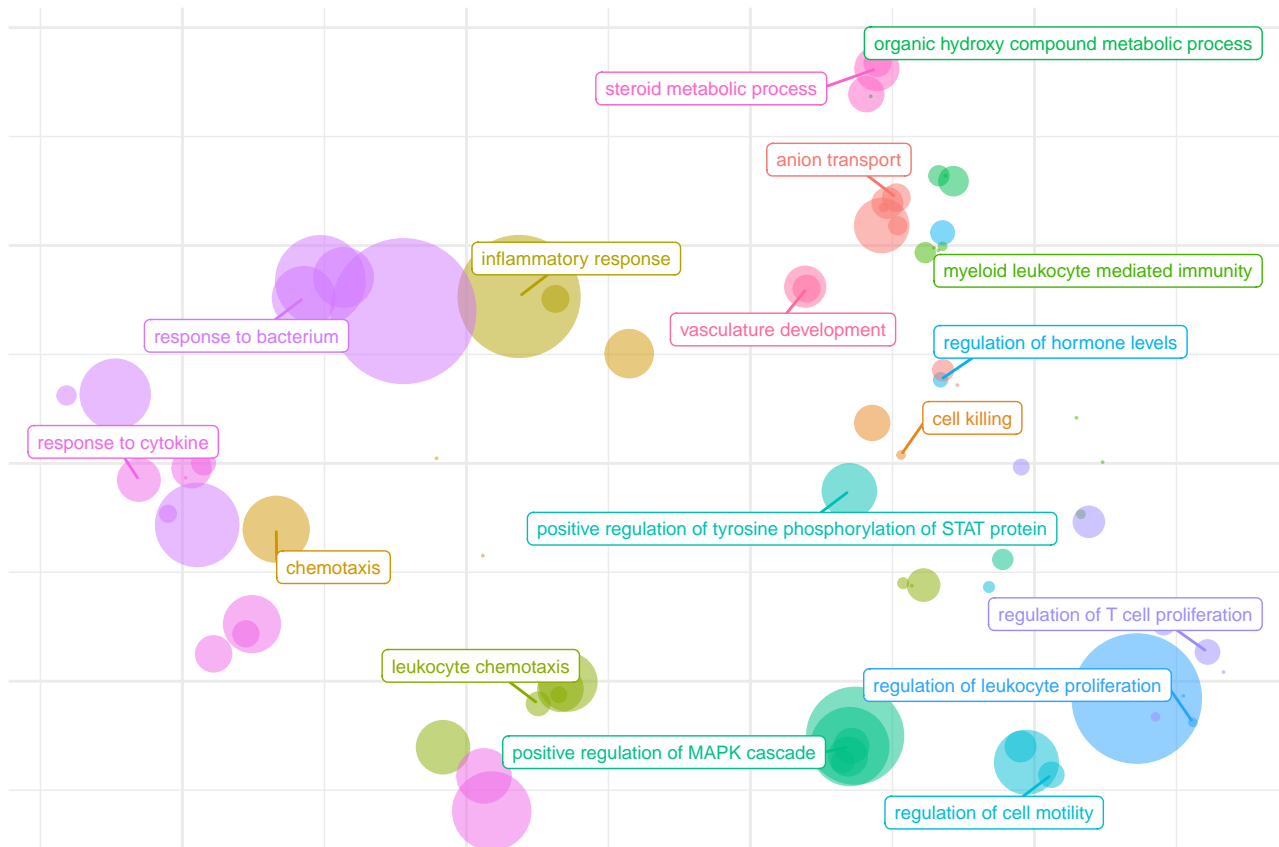 organic hydroxy compound metabolic process
steroid metabolic process
anion transport
inflammatory response
myeloid leukocyte mediated immunity
response to bacterium
vasculature development
regulation of hormone levels
cell killing
response to cytokine
positive regulation of tyrosine phosphorylation of STAT protein
chemotaxis
regulation of T cell proliferation
leukocyte chemotaxis
regulation of leukocyte proliferation
positive regulation of MAPK cascade
regulation of cell motility